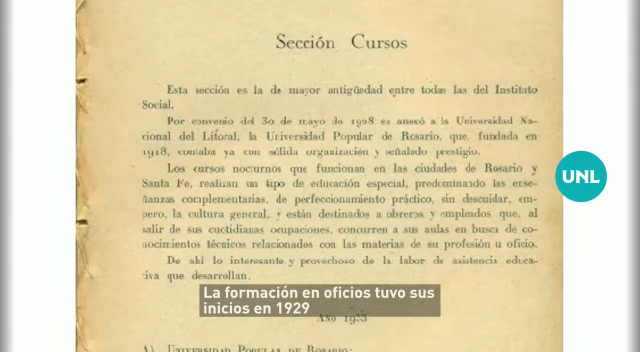 Sección Cursos
Esta sección es la de mayor antigüedad entre todas las del Instituto
Social.
Por convenio del 30 de mayo de 1928 se anexó a la Universidad Na-
cional del Litoral, la Universidad Popular de Rosario, que, fundada en
1918, contaba ya con sólida organización y señalado prestigio.
Los cursos nocturnos que funcionan en las ciudades de Rosario y
Santa Fe, realizan un tipo de educación especial, predominando las ense-
ñanzas complementarias, de perfeccionamiento práctico, sin descuidar, em-
pero, la cultura general, y están destinados a obreros y empleados que, al
salir de sus cuotidianas ocupaciones, concurren a sus aulas en busca de co-
nocimientos técnicos relacionados con las materias de su profesión u oficio.
De ahí lo interesante y provechoso de la labor de asistencia educa-
tiva que desarrollan.
UNL
La formación en oficios tuvo sus
inicios en 1929
Año 1935
A) Universidad Popular de Rosario: